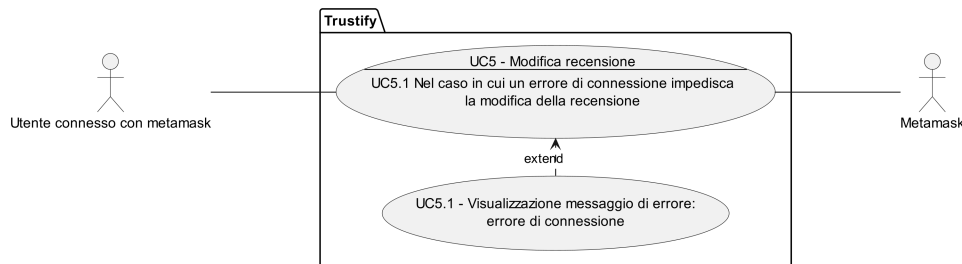 Trustify
UC5 - Modifica recensione
UC5.1 Nel caso in cui un errore di connessione impedisca
la modifica della recensione
Utente connesso con metamask
Metamask
extend
UC5.1 - Visualizzazione messaggio di errore:
errore di connessione